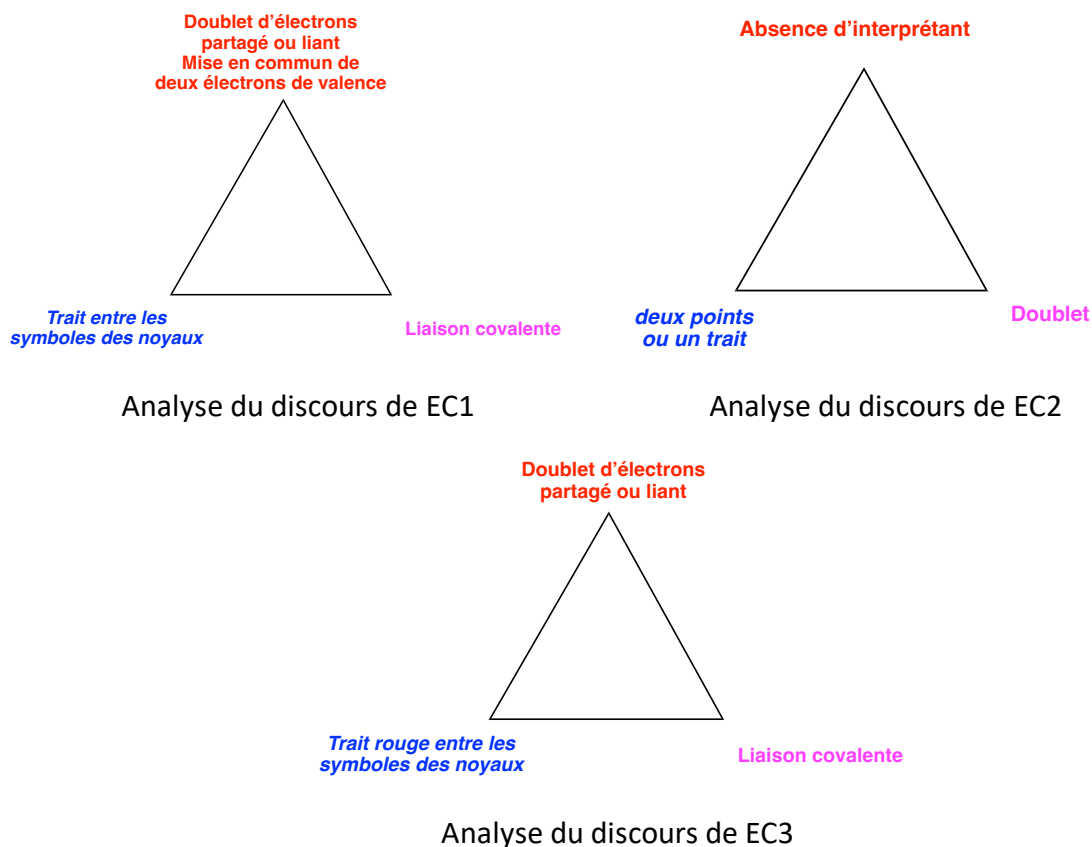 Doublet d’électrons
partagé ou liant
Mise en commun de
deux électrons de valence
Trait entre les
symboles des noyaux
Liaison covalente
Analyse du discours de EC1
Absence d’interprétant
deux points
ou un trait
Doublet
Analyse du discours de EC2
Doublet d’électrons
partagé ou liant
Trait rouge entre les
symboles des noyaux
Liaison covalente
Analyse du discours de EC3